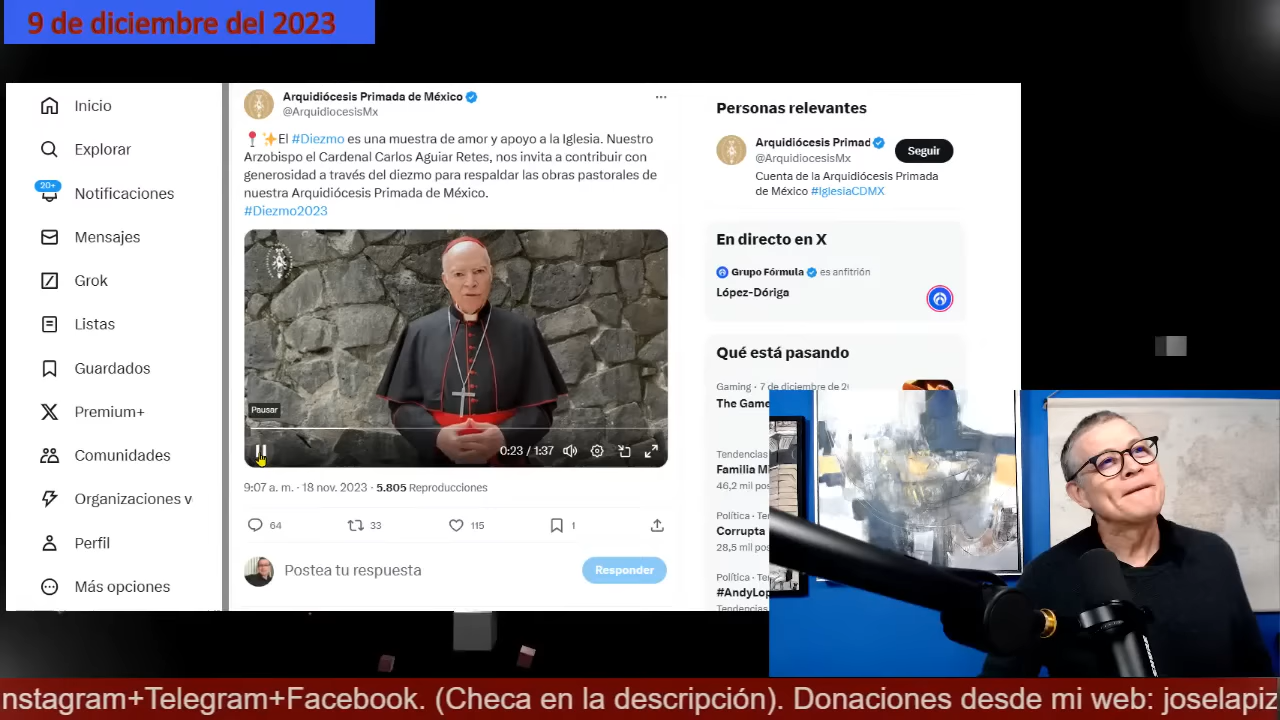 9 de diciembre del 2023
Inicio
Explorar
20+
Notificaciones
Mensajes
Grok
Listas
Guardados
Premium+
Comunidades
Organizaciones v
Perfil
Más opciones
Arquidiócesis Primada de México
@ArquidiocesisMx
El #Diezmo es una muestra de amor y apoyo a la Iglesia. Nuestro
Arzobispo el Cardenal Carlos Aguiar Retes, nos invita a contribuir con
generosidad a través del diezmo para respaldar las obras pastorales de
nuestra Arquidiócesis Primada de México.
#Diezmo2023
Pausar
0:23 / 1:37
9:07 a. m. · 18 nov. 2023 · 5.805 Reproducciones
64 33 115 1
Postea tu respuesta
Responder
Personas relevantes
Arquidiócesis Primad
@ArquidiocesisMx
Seguir
Cuenta de la Arquidiócesis Primada
de México #IglesiaCDMX
En directo en X
Grupo Fórmula es anfitrión
López-Dóriga
Qué está pasando
Gaming · 7 de diciembre de 2
The Game
Tendencias
Familia M
46,2 mil pos
Política · Ten
Corrupta
28,5 mil pos
Política · Ten
#AndyLop
Tendencias
nstagram+Telegram+Facebook. (Checa en la descripción). Donaciones desde mi web: joselapiz